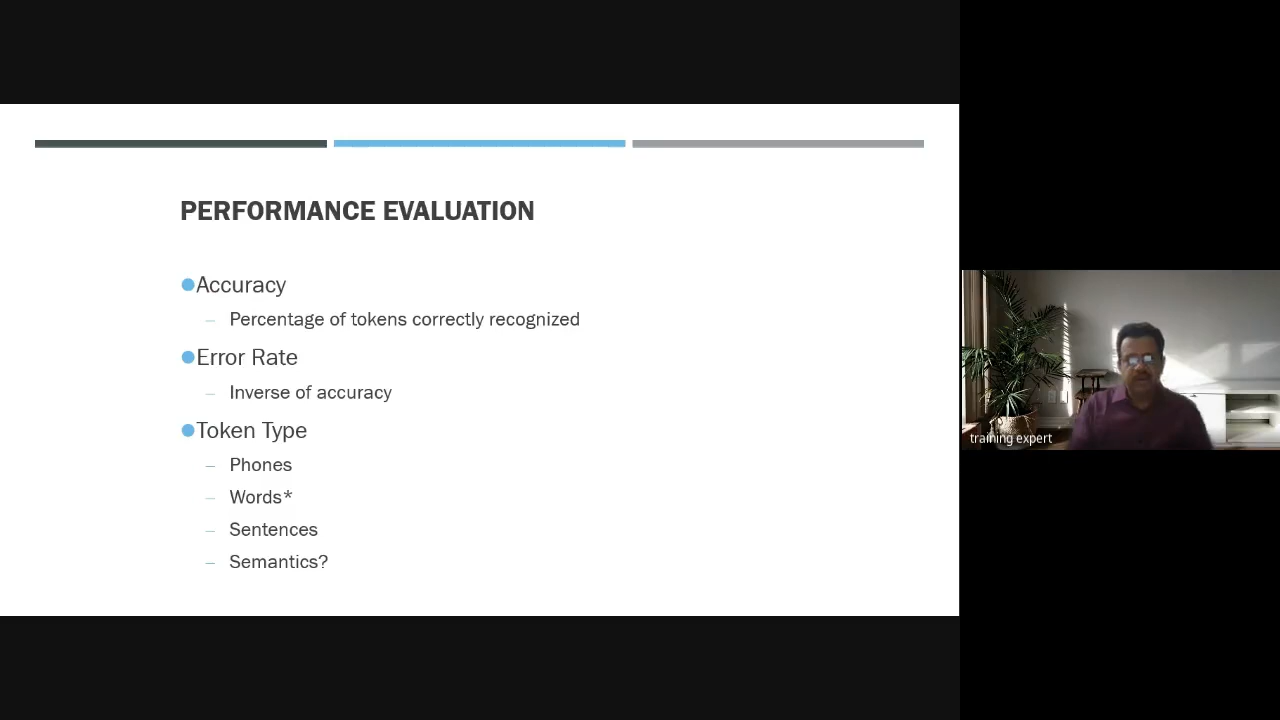 PERFORMANCE EVALUATION
Accuracy
– Percentage of tokens correctly recognized
Error Rate
– Inverse of accuracy
Token Type
– Phones
– Words*
– Sentences
– Semantics?
training expert